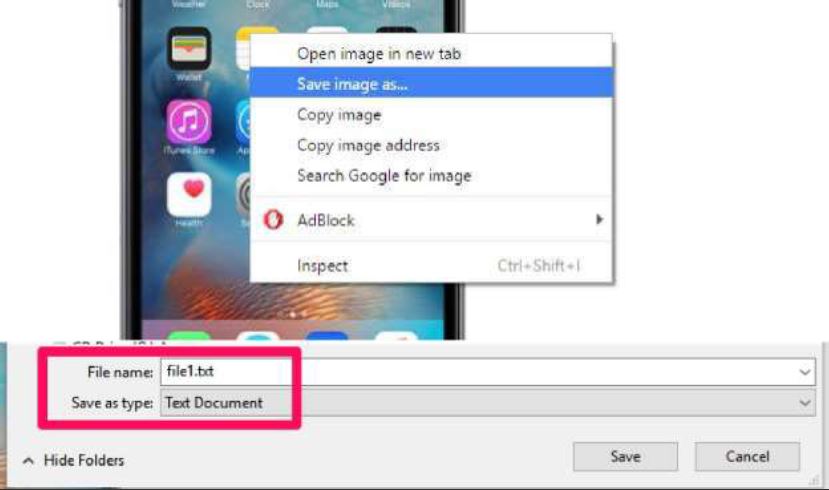 Weather Clock Maps Videos
Wallet
iTunes Store
Health
Open image in new tab
Save image as...
Copy image
Copy image address
Search Google for image
AdBlock
Inspect Ctrl+Shift+I
File name: file1.txt
Save as type: Text Document
Hide Folders Save Cancel